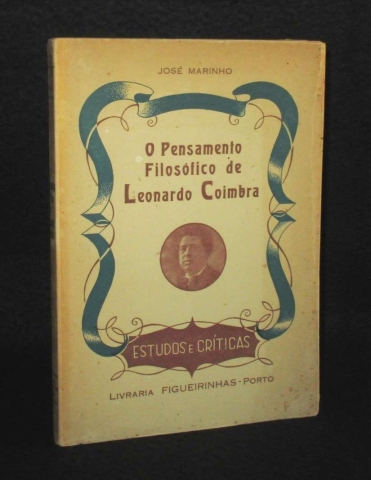 JOSÉ MARINHO
O Pensamento
Filosófico de
Leonardo Coimbra
ESTUDOS E CRÍTICAS
LIVRARIA FIGUEIRINHAS - PORTO